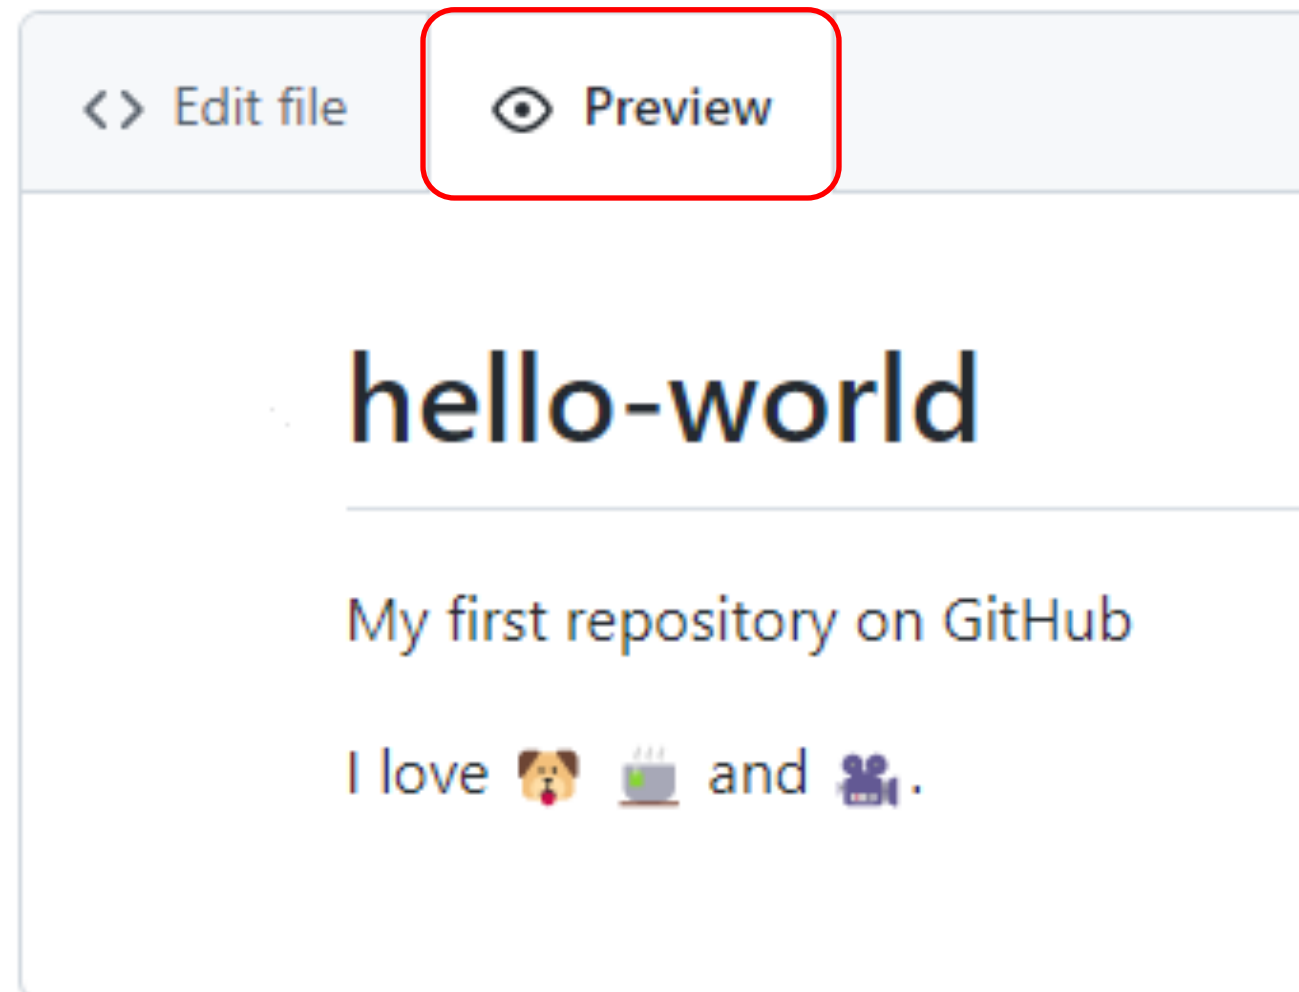 <> Edit file
Preview
hello-world
My first repository on GitHub
I love 🐶 🍵 and 🎥.